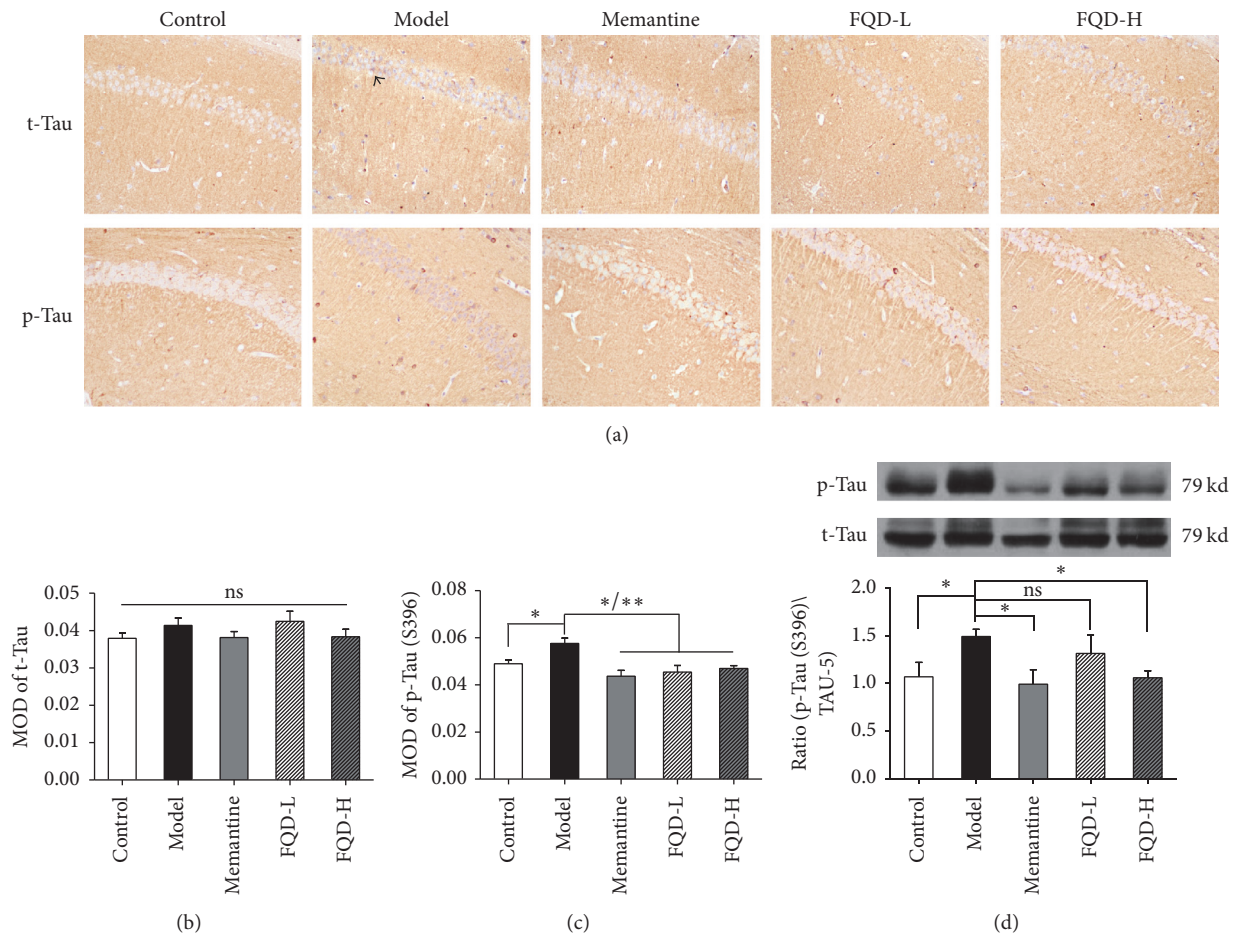 Control Model Memantine FQD-L FQD-H
t-Tau
p-Tau
(a)
MOD of t-Tau
0.05
0.04
0.03
0.02
0.01
0.00
ns
Control Model Memantine FQD-L FQD-H
(b)
MOD of p-Tau (S396)
0.08
0.06
0.04
0.02
0.00
*
*/**
Control Model Memantine FQD-L FQD-H
(c)
p-Tau 79 kd
t-Tau 79 kd
Ratio (p-Tau (S396)\
TAU-5)
2.0
1.5
1.0
0.5
0.0
*
*
ns
*
Control Model Memantine FQD-L FQD-H
(d)